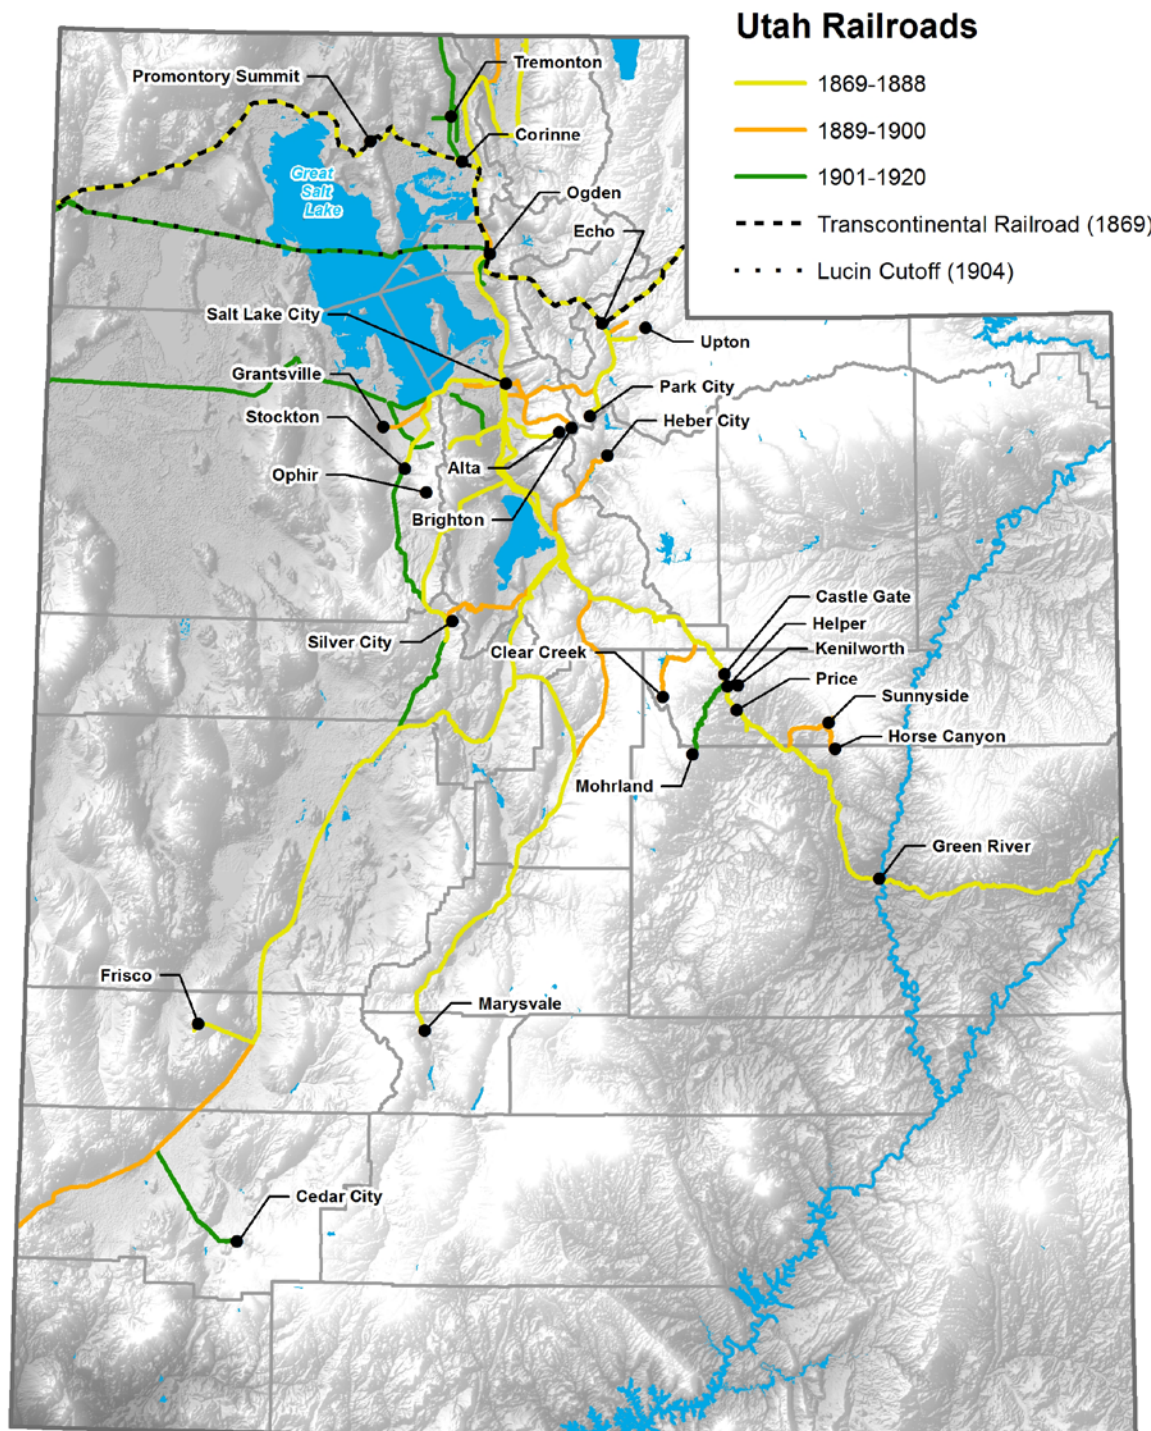 Utah Railroads
1869-1888
1889-1900
1901-1920
Transcontinental Railroad (1869)
Lucin Cutoff (1904)
Tremonton
Promontory Summit
Corinne
Great
Salt
Lake
Ogden
Echo
Salt Lake City
Upton
Grantsville
Park City
Stockton
Heber City
Alta
Ophir
Brighton
Castle Gate
Helper
Silver City
Clear Creek
Kenilworth
Price
Sunnyside
Horse Canyon
Mohrland
Green River
Frisco
Marysvale
Cedar City